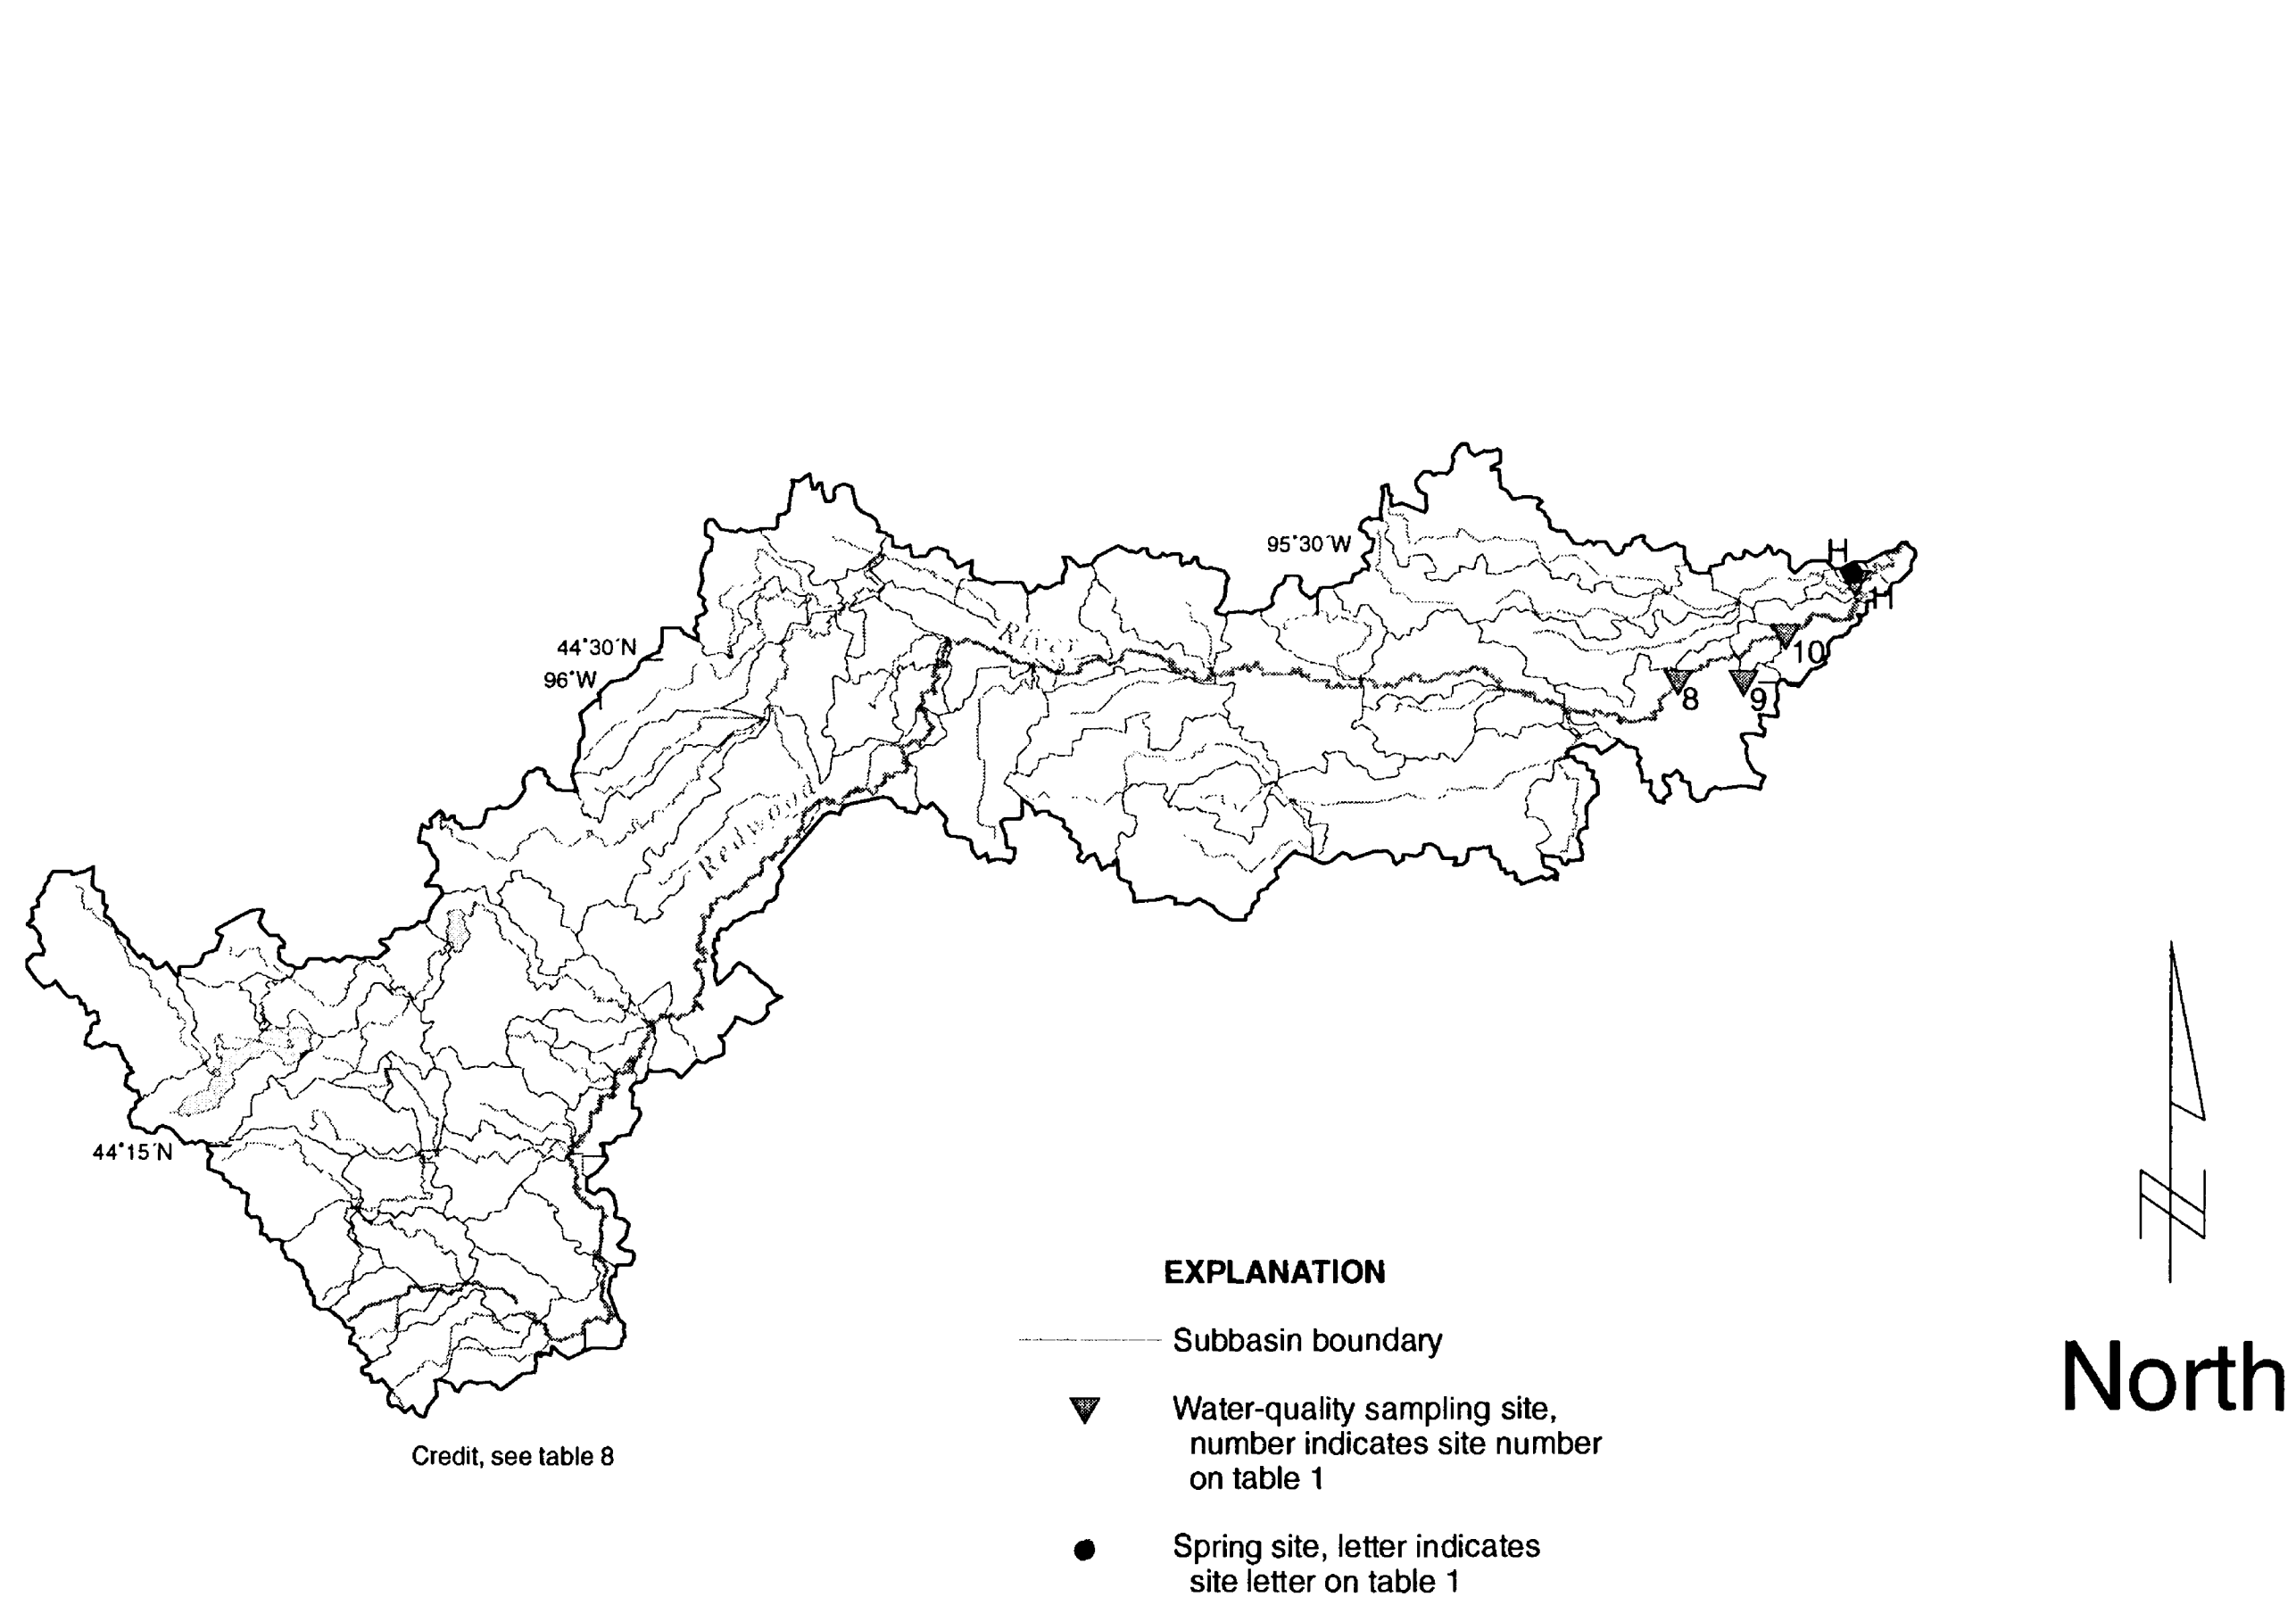 95°30´W
H
H
River
44°30´N
10
96°W
8
9
Redwood
44°15´N
EXPLANATION
Subbasin boundary
Water-quality sampling site,
number indicates site number
on table 1
Spring site, letter indicates
site letter on table 1
North
Credit, see table 8